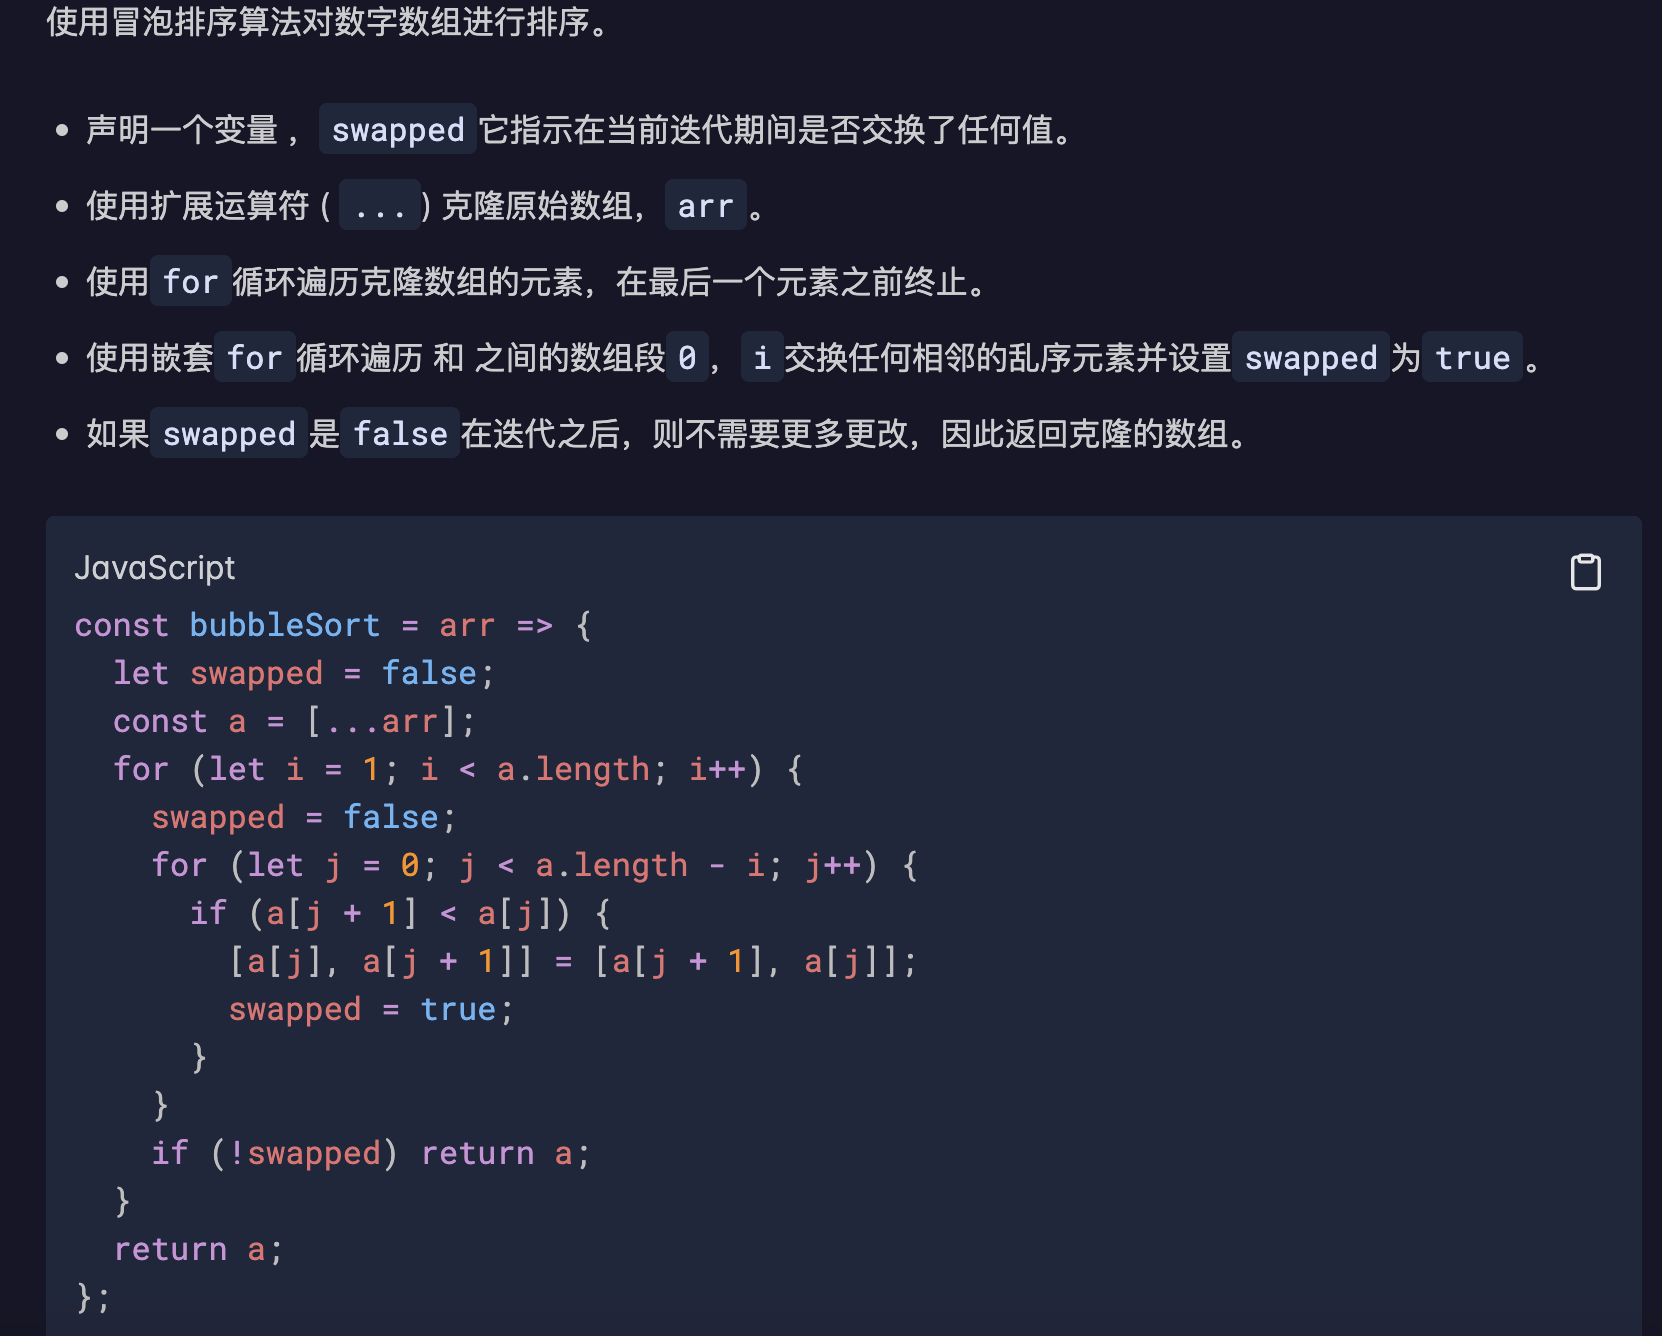 使用冒泡排序算法对数字数组进行排序。
• 声明一个变量 ， swapped 它指示在当前迭代期间是否交换了任何值。
• 使用扩展运算符 ( ... ) 克隆原始数组， arr 。
• 使用 for 循环遍历克隆数组的元素，在最后一个元素之前终止。
• 使用嵌套 for 循环遍历 和 之间的数组段 0 ， i 交换任何相邻的乱序元素并设置 swapped 为 true 。
• 如果 swapped 是 false 在迭代之后，则不需要更多更改，因此返回克隆的数组。
JavaScript
const bubbleSort = arr => {
  let swapped = false;
  const a = [...arr];
  for (let i = 1; i < a.length; i++) {
    swapped = false;
    for (let j = 0; j < a.length - i; j++) {
      if (a[j + 1] < a[j]) {
        [a[j], a[j + 1]] = [a[j + 1], a[j]];
        swapped = true;
      }
    }
    if (!swapped) return a;
  }
  return a;
};